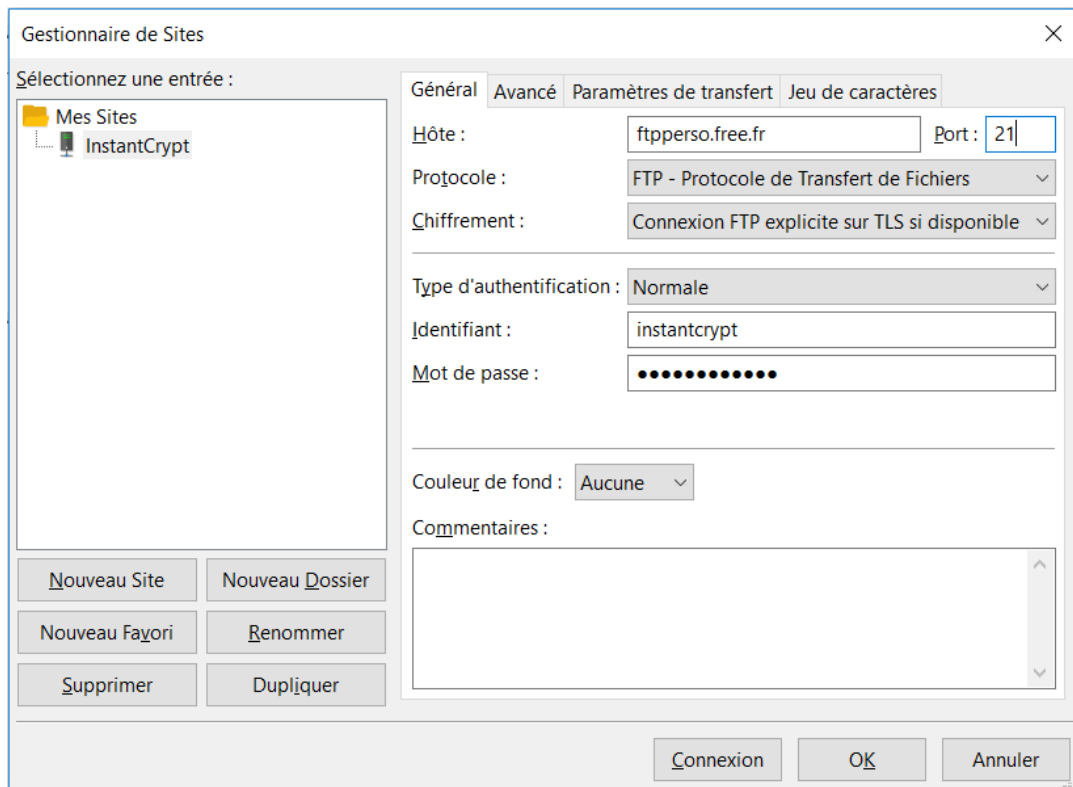 Gestionnaire de Sites
Sélectionnez une entrée :
Mes Sites
InstantCrypt
Nouveau Site Nouveau Dossier
Nouveau Favori Renommer
Supprimer Dupliquer
Général Avancé Paramètres de transfert Jeu de caractères
Hôte : ftpperso.free.fr Port : 21
Protocole : FTP - Protocole de Transfert de Fichiers
Chiffrement : Connexion FTP explicite sur TLS si disponible
Type d'authentification : Normale
Identifiant : instantcrypt
Mot de passe : ●●●●●●●●●●●●
Couleur de fond : Aucune
Commentaires :
Connexion OK Annuler